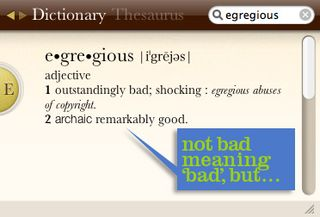 Dictionary Thesaurus
egregious
e•gre•gious |iˈgrējəs|
adjective
1 outstandingly bad; shocking : egregious abuses
of copyright.
2 archaic remarkably good.
E
not bad
meaning
'bad', but...